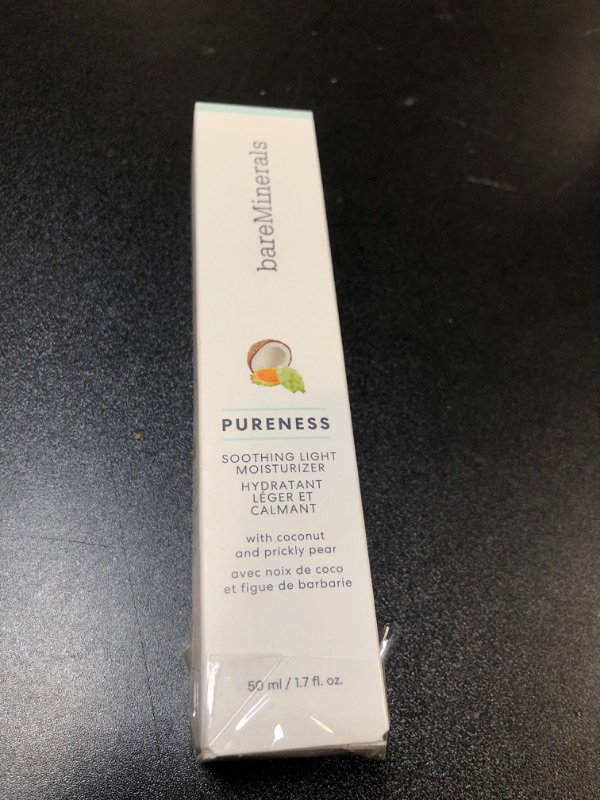 bareMinerals
PURENESS
SOOTHING LIGHT
MOISTURIZER
HYDRATANT
LÉGER ET
CALMANT
with coconut
and prickly pear
avec noix de coco
et figue de barbarie
50 ml / 1.7 fl. oz.